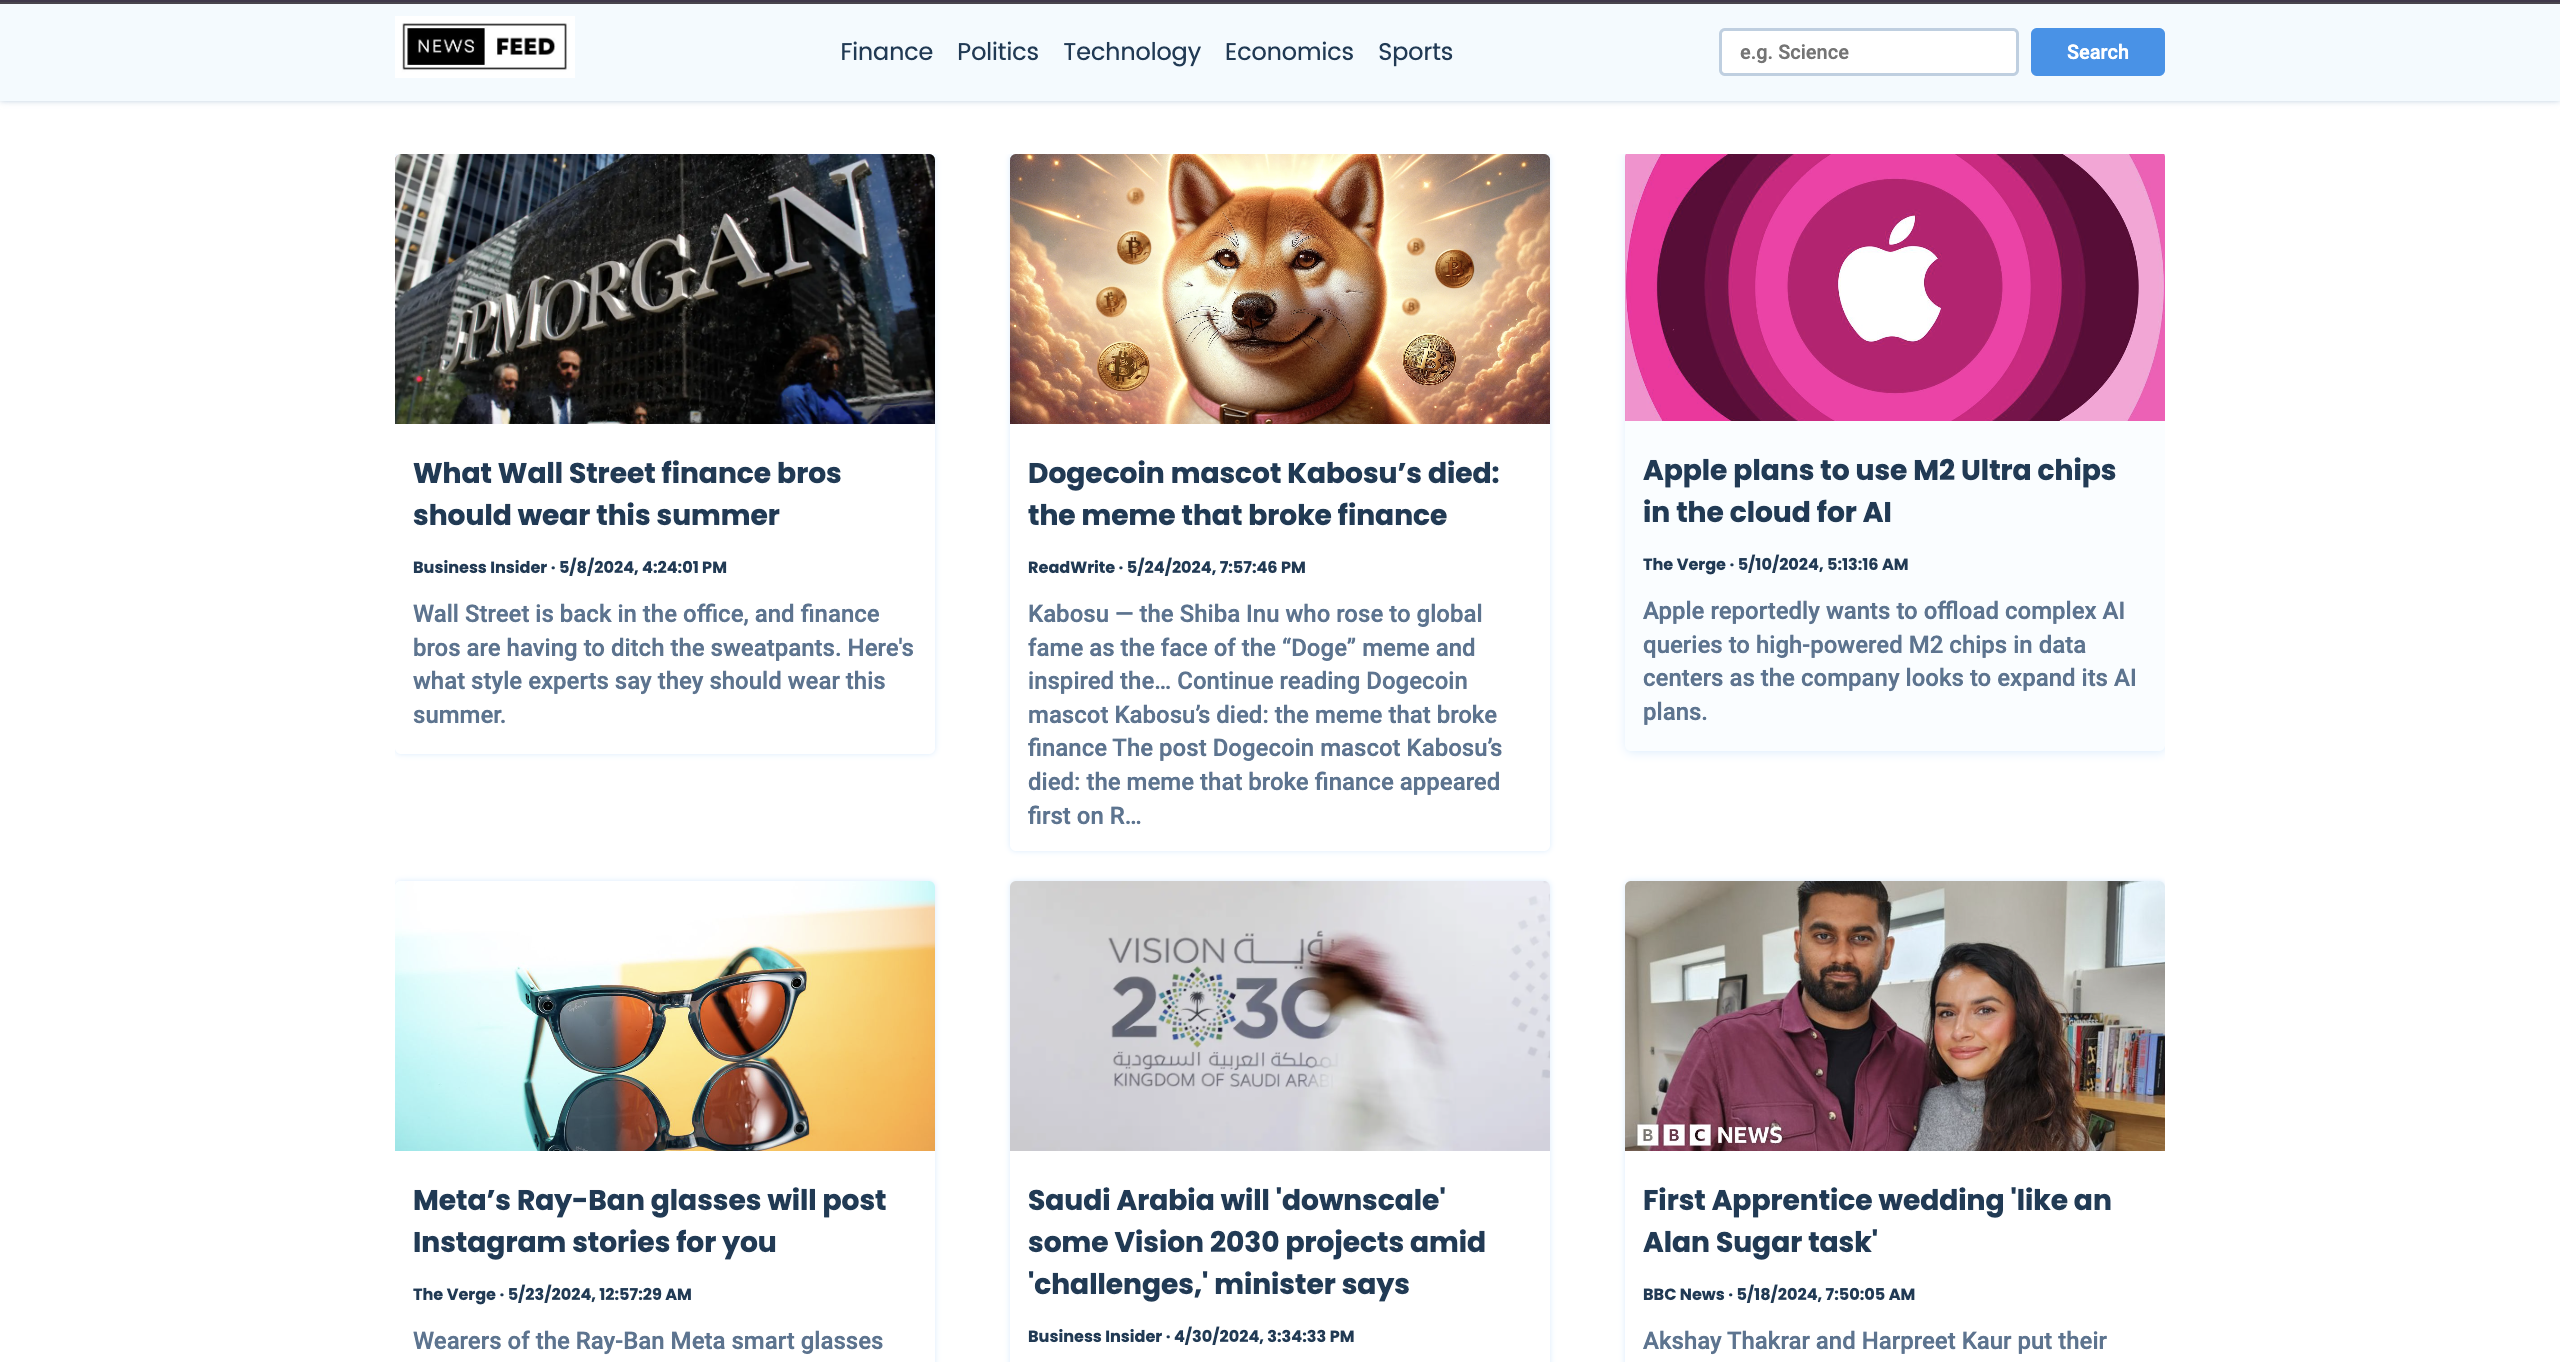 NEWS FEED
Finance Politics Technology Economics Sports
e.g. Science
Search
JPMORGAN
What Wall Street finance bros
should wear this summer
Business Insider · 5/8/2024, 4:24:01 PM
Wall Street is back in the office, and finance
bros are having to ditch the sweatpants. Here's
what style experts say they should wear this
summer.
Dogecoin mascot Kabosu’s died:
the meme that broke finance
ReadWrite · 5/24/2024, 7:57:46 PM
Kabosu — the Shiba Inu who rose to global
fame as the face of the “Doge” meme and
inspired the… Continue reading Dogecoin
mascot Kabosu’s died: the meme that broke
finance The post Dogecoin mascot Kabosu’s
died: the meme that broke finance appeared
first on R…
Apple plans to use M2 Ultra chips
in the cloud for AI
The Verge · 5/10/2024, 5:13:16 AM
Apple reportedly wants to offload complex AI
queries to high-powered M2 chips in data
centers as the company looks to expand its AI
plans.
Meta’s Ray-Ban glasses will post
Instagram stories for you
The Verge · 5/23/2024, 12:57:29 AM
Wearers of the Ray-Ban Meta smart glasses
VISION
2030
المملكة العربية السعودية
KINGDOM OF SAUDI ARABI
Saudi Arabia will 'downscale'
some Vision 2030 projects amid
'challenges,' minister says
Business Insider · 4/30/2024, 3:34:33 PM
BBC NEWS
First Apprentice wedding 'like an
Alan Sugar task'
BBC News · 5/18/2024, 7:50:05 AM
Akshay Thakrar and Harpreet Kaur put their